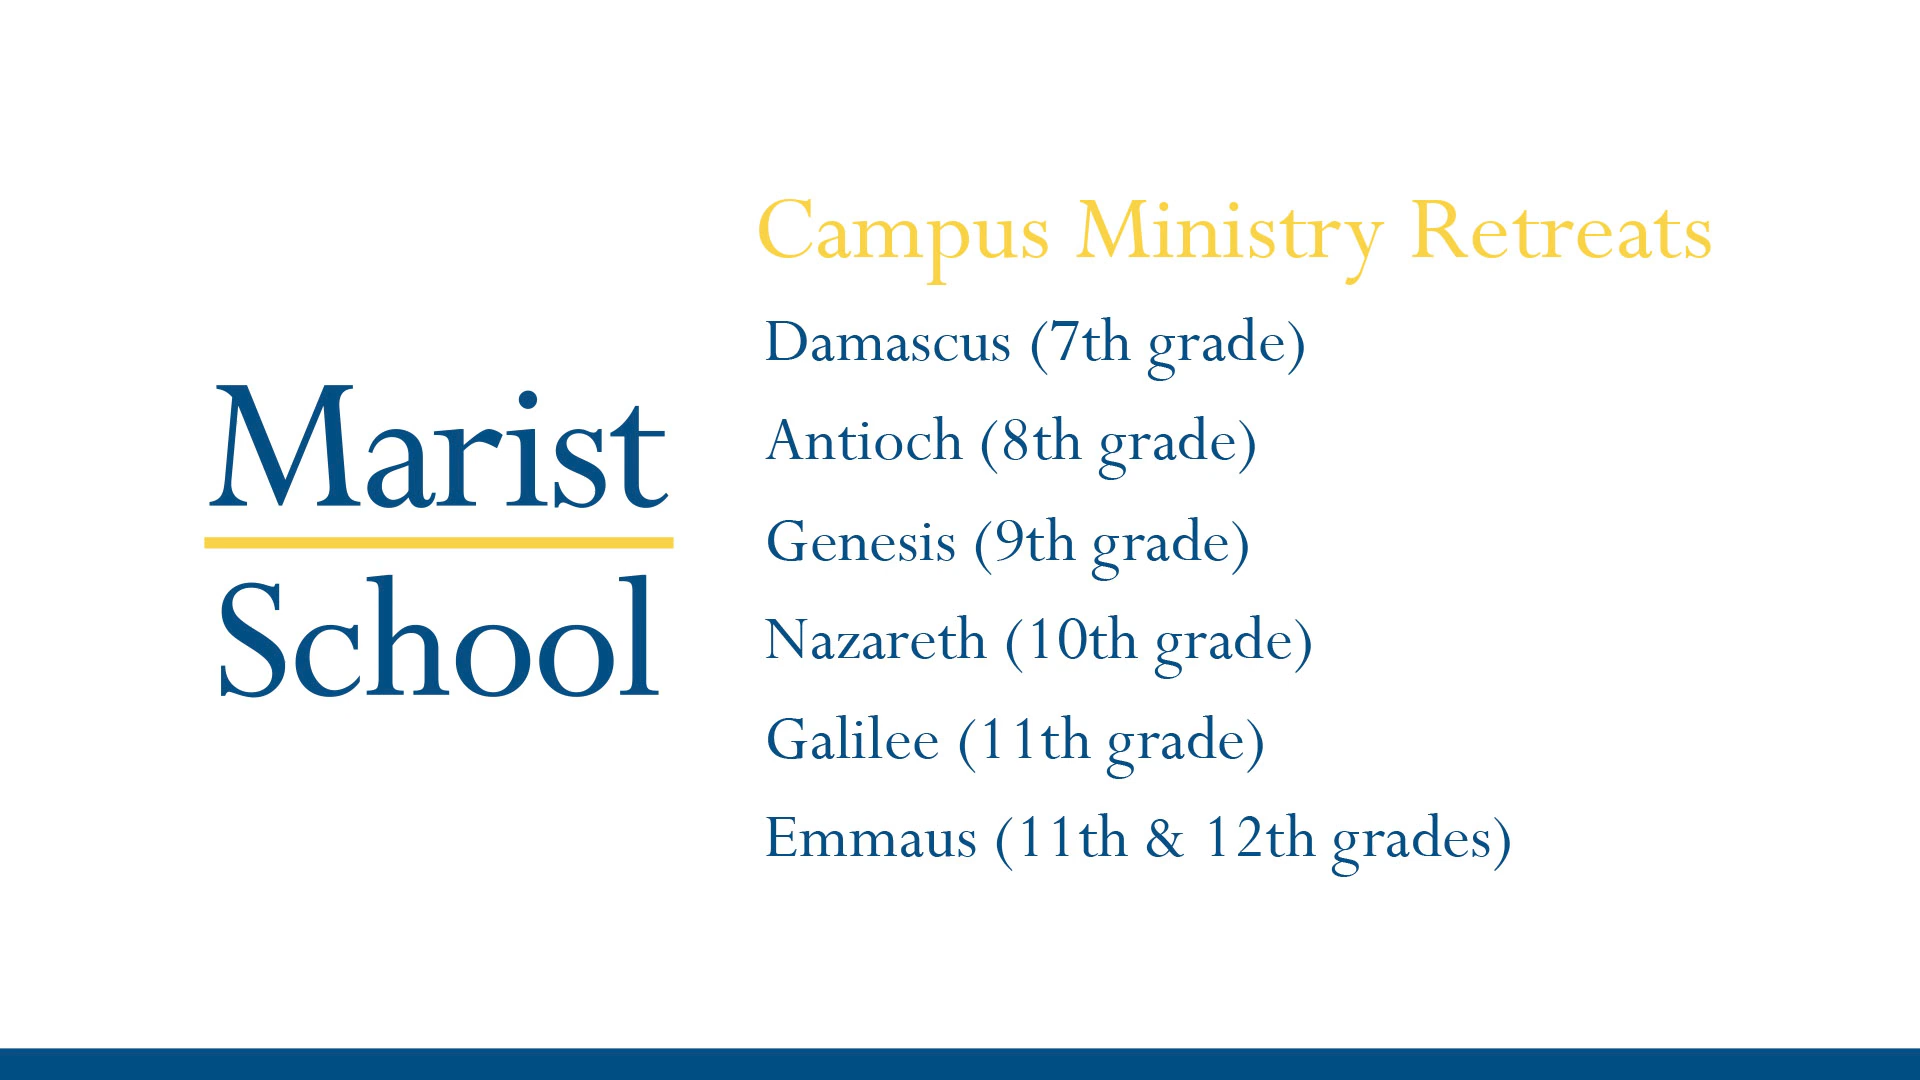 Marist
School
Campus Ministry Retreats
Damascus (7th grade)
Antioch (8th grade)
Genesis (9th grade)
Nazareth (10th grade)
Galilee (11th grade)
Emmaus (11th & 12th grades)